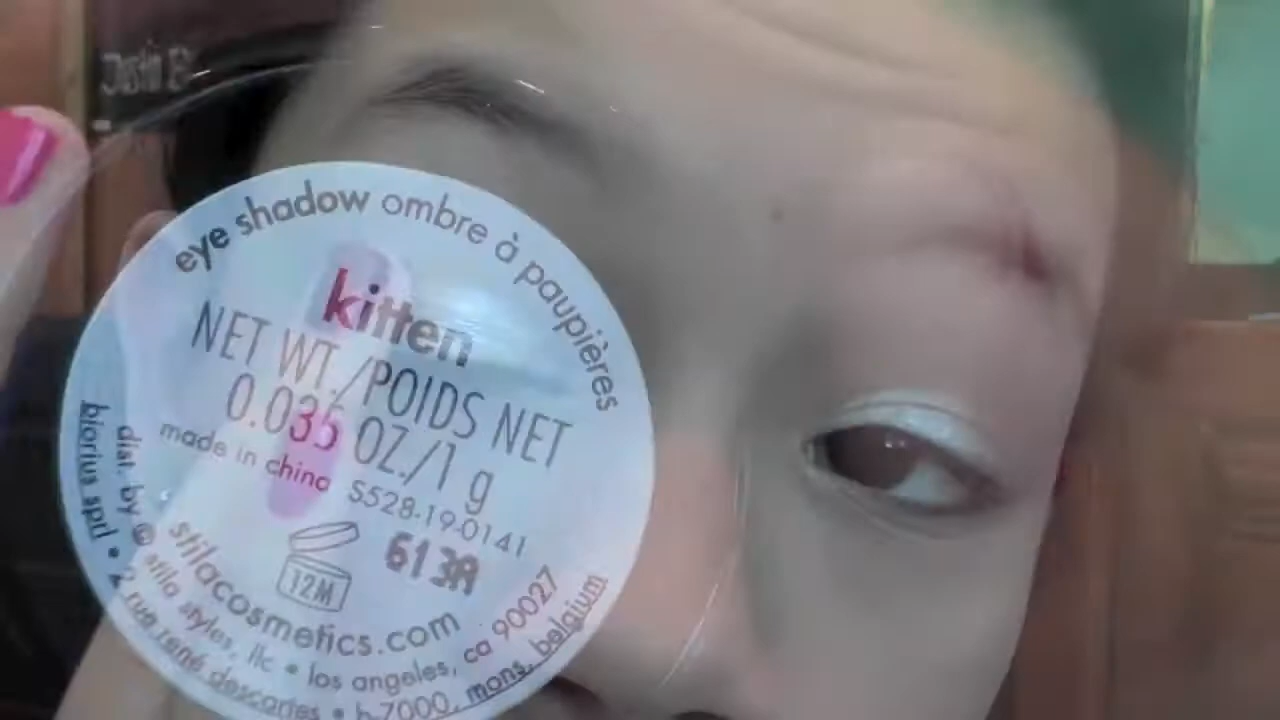 eye shadow ombre à paupières
kitten
NET WT./POIDS NET
0.035 OZ./1 g
made in china S528-19-0141
613A
12M
stilacosmetics.com
dist. by © stila styles, llc • los angeles, ca 90027
biorius sprl • 2 rue rené descartes • b-7000, mons, belgium